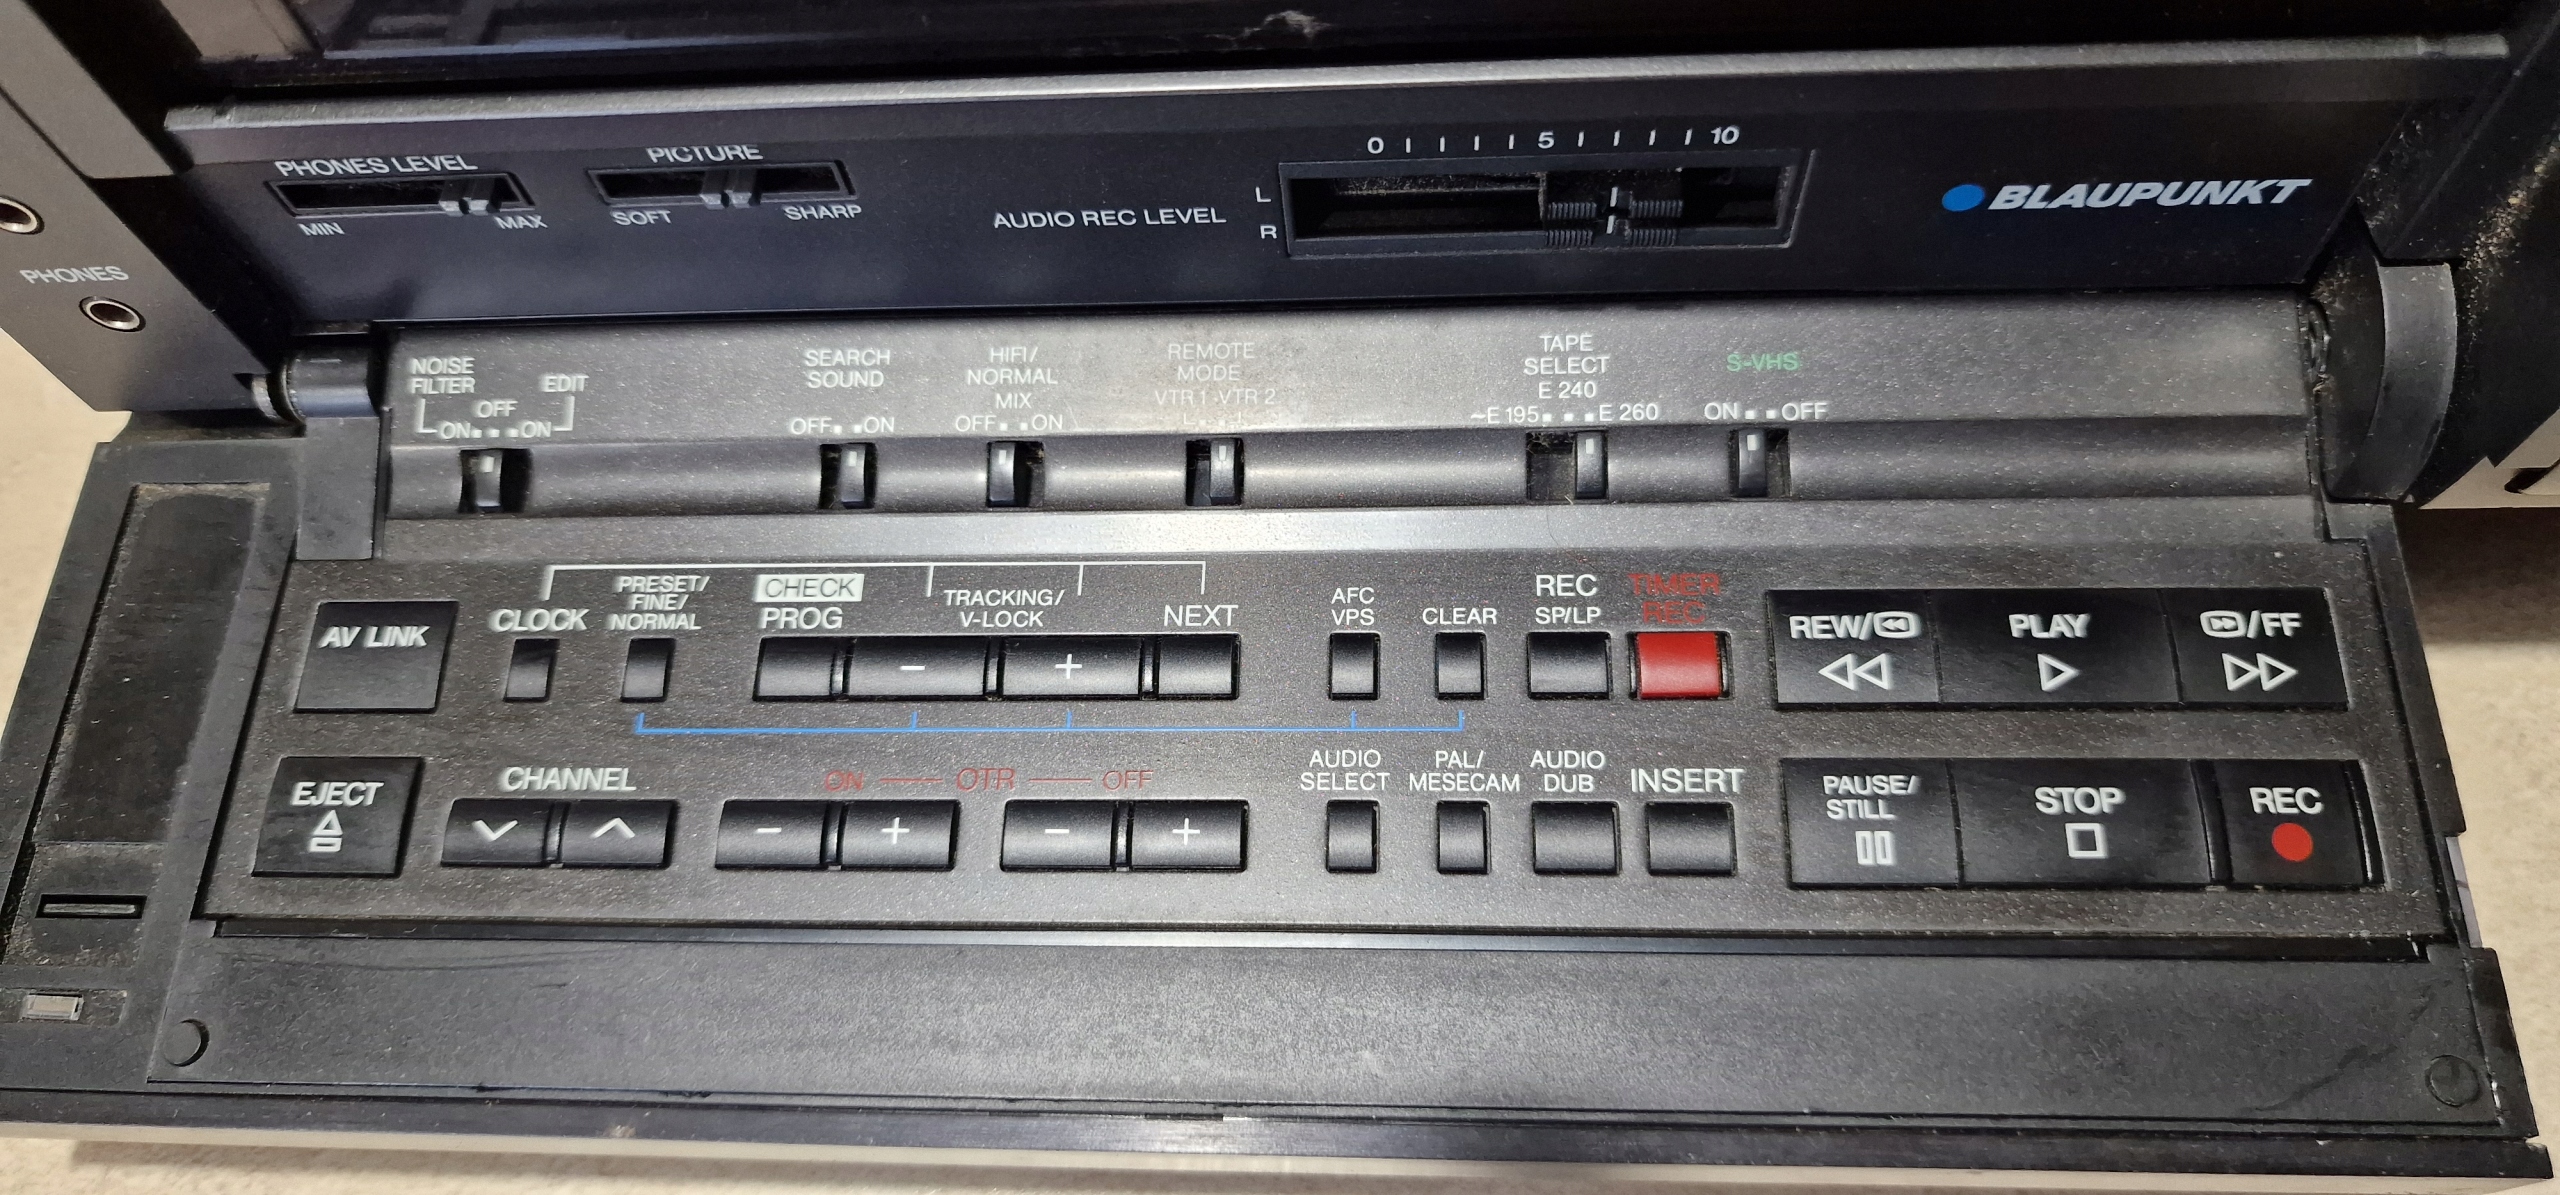 PHONES LEVEL
MIN MAX
PICTURE
SOFT SHARP
0 5 10
AUDIO REC LEVEL
L
R
BLAUPUNKT
PHONES
NOISE
FILTER
EDIT
OFF
ON ON
SEARCH
SOUND
OFF ON
HIFI/
NORMAL
MIX
OFF ON
REMOTE
MODE
VTR 1 VTR 2
TAPE
SELECT
E 240
~E 195 E 260
S-VHS
ON OFF
AV LINK
CLOCK
PRESET/
FINE/
NORMAL
CHECK
PROG
TRACKING/
V-LOCK
NEXT
- +
AFC
VPS
CLEAR
REC
SP/LP
TIMER
REC
REW/
PLAY
/FF
EJECT
CHANNEL
ON OTR OFF
- + - +
AUDIO
SELECT
PAL/
MESECAM
AUDIO
DUB
INSERT
PAUSE/
STILL
STOP
REC